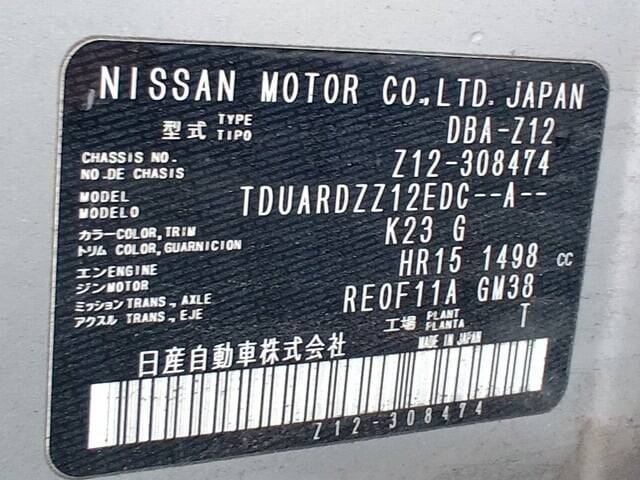 NISSAN MOTOR CO.,LTD. JAPAN
型式 TYPE TIPO DBA-Z12
CHASSIS NO. NO.DE CHASIS Z12-308474
MODEL MODELO TDUARDZZ12EDC--A--
カラー COLOR, TRIM トリム COLOR, GUARNICION K23 G
エンジン ENGINE MOTOR HR15 1498 cc
ミッション TRANS., AXLE アクスル TRANS., EJE RE0F11A GM38
工場 PLANT PLANTA T
日産自動車株式会社 MADE IN JAPAN
Z12-308474